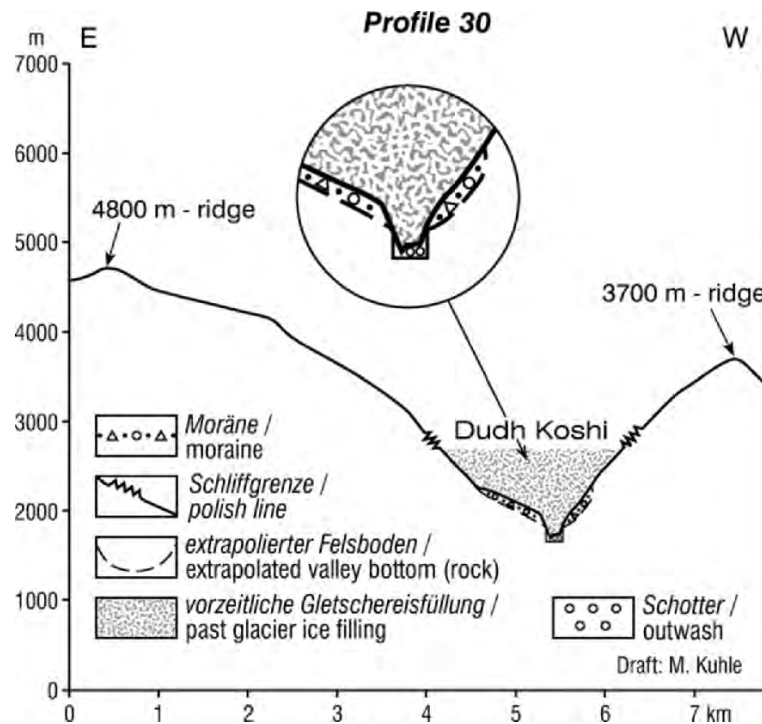 Profile 30
m
E
W
7000
6000
5000
4000
3000
2000
1000
0
4800 m - ridge
3700 m - ridge
Dudh Koshi
Moräne /
moraine
Schliffgrenze /
polish line
extrapolierter Felsboden /
extrapolated valley bottom (rock)
vorzeitliche Gletschereisfüllung /
past glacier ice filling
Schotter /
outwash
Draft: M. Kuhle
0 1 2 3 4 5 6 7 km